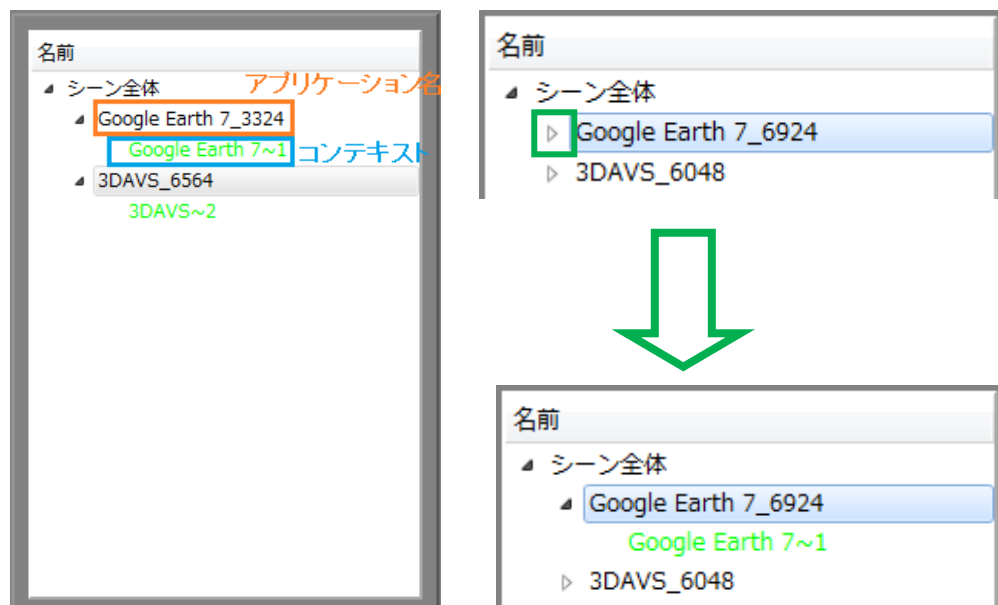 名前
シーン全体
アプリケーション名
Google Earth 7_3324
Google Earth 7~1
コンテキスト
3DAVS_6564
3DAVS~2
名前
シーン全体
Google Earth 7_6924
3DAVS_6048
名前
シーン全体
Google Earth 7_6924
Google Earth 7~1
3DAVS_6048